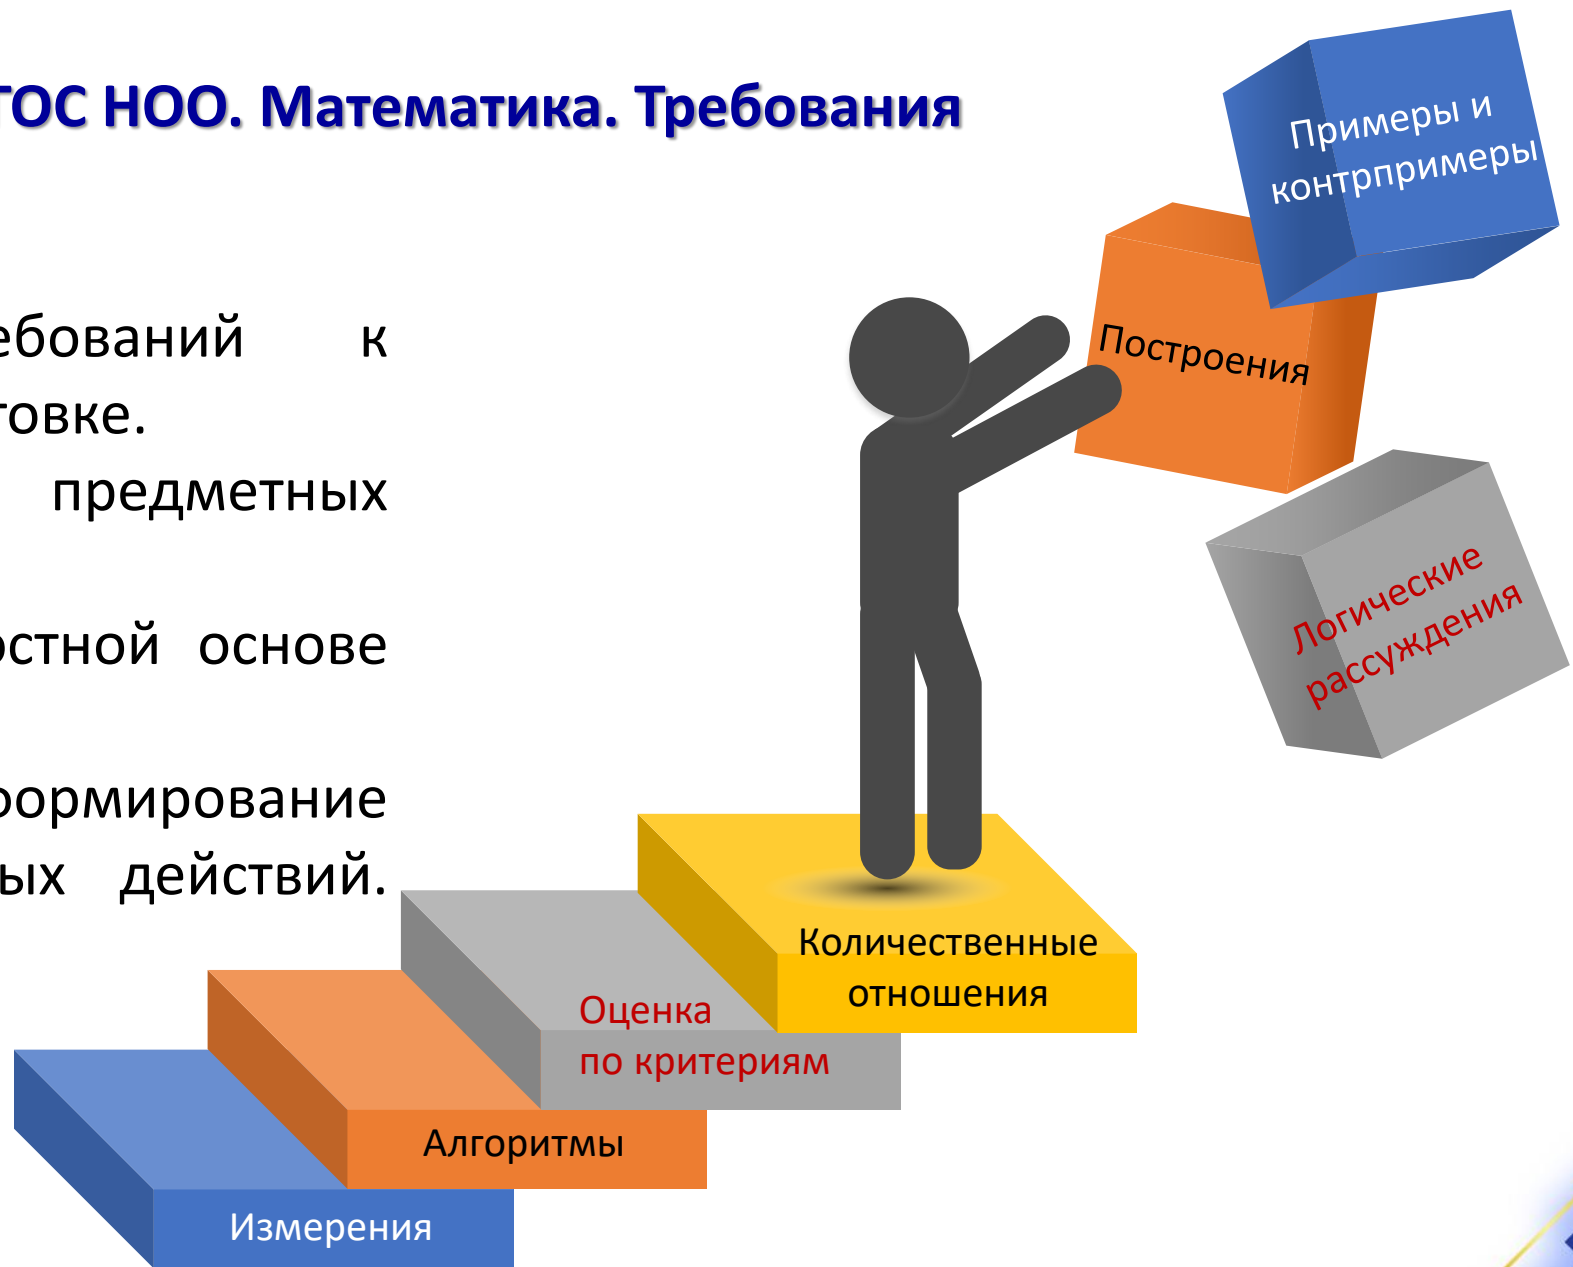 ГОС НОО. Математика. Требования
ебований к
товке.
предметных
остной основе
формирование
ых действий.
Примеры и
контрпримеры
Построения
Логические
рассуждения
Количественные
отношения
Оценка
по критериям
Алгоритмы
Измерения